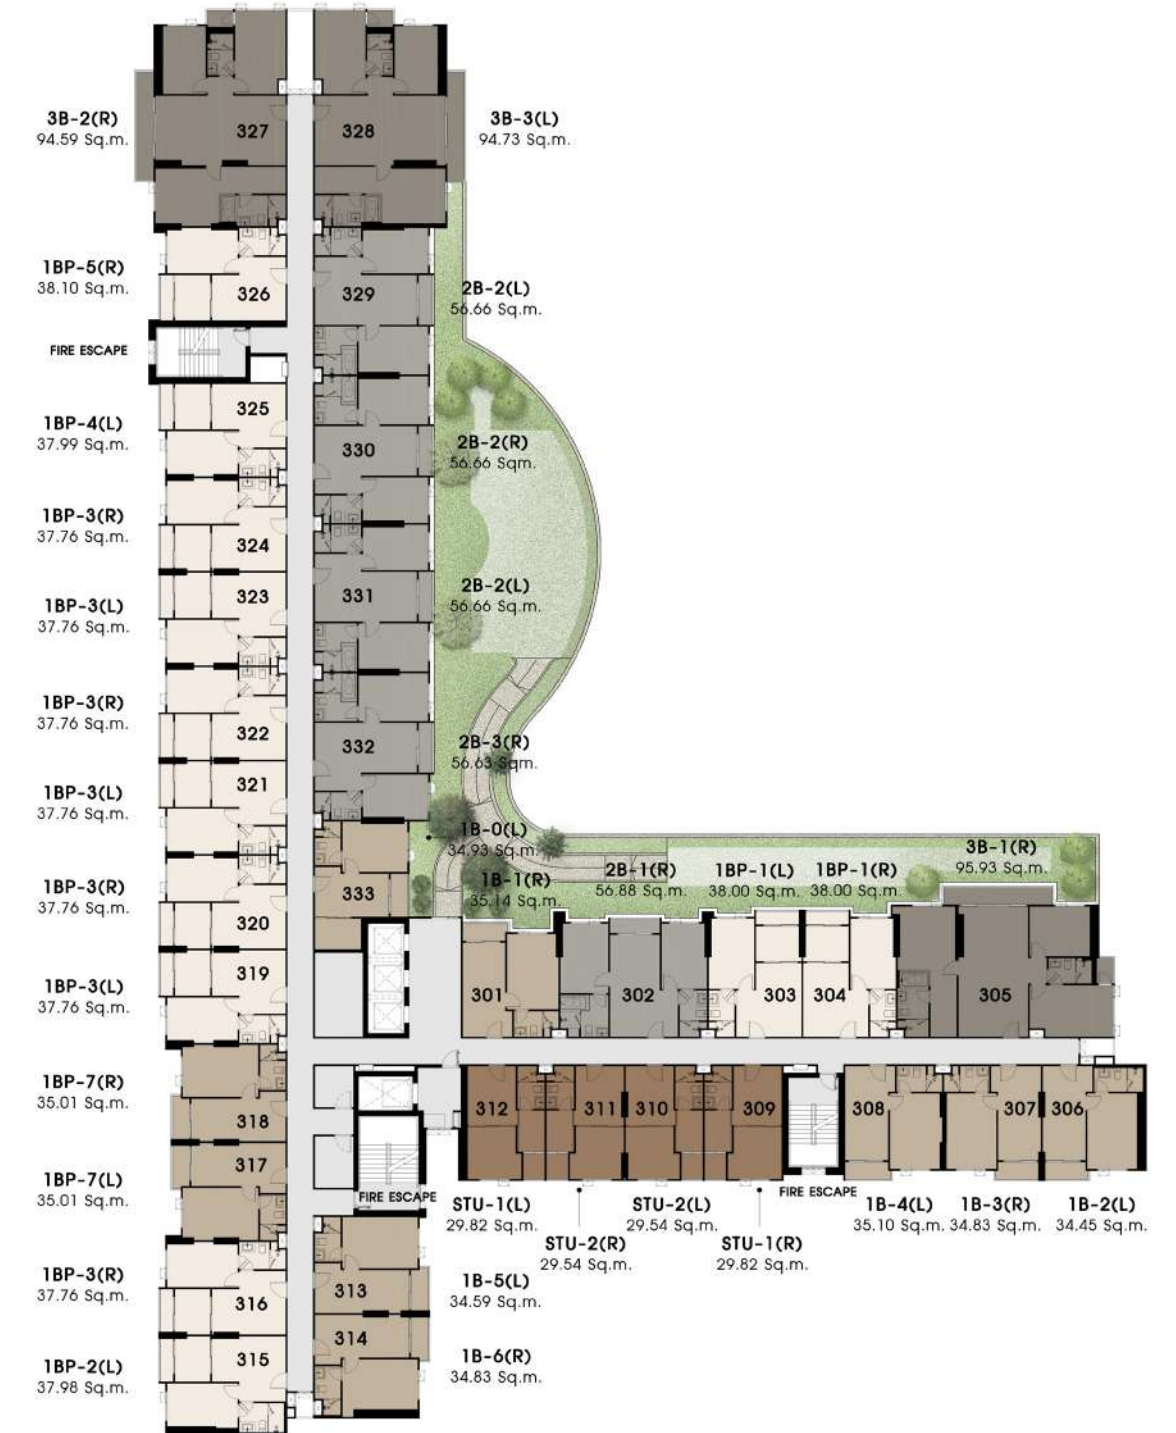 3B-2(R)
94.59 Sq.m.
327
328
3B-3(L)
94.73 Sq.m.
1BP-5(R)
38.10 Sq.m.
326
329
2B-2(L)
56.66 Sq.m.
FIRE ESCAPE
1BP-4(L)
37.99 Sq.m.
325
330
2B-2(R)
56.66 Sqm.
1BP-3(R)
37.76 Sq.m.
324
1BP-3(L)
37.76 Sq.m.
323
331
2B-2(L)
56.66 Sq.m.
1BP-3(R)
37.76 Sq.m.
322
332
2B-3(R)
56.63 Sqm.
1BP-3(L)
37.76 Sq.m.
321
1B-0(L)
34.93 Sq.m.
1BP-3(R)
37.76 Sq.m.
320
333
1B-1(R)
35.14 Sq.m.
2B-1(R)
56.88 Sq.m.
1BP-1(L)
38.00 Sq.m.
1BP-1(R)
38.00 Sq.m.
3B-1(R)
95.93 Sq.m.
1BP-3(L)
37.76 Sq.m.
319
301
302
303
304
305
1BP-7(R)
35.01 Sq.m.
318
312
311
310
309
308
307
306
1BP-7(L)
35.01 Sq.m.
317
FIRE ESCAPE
FIRE ESCAPE
STU-1(L)
29.82 Sq.m.
STU-2(R)
29.54 Sq.m.
STU-2(L)
29.54 Sq.m.
STU-1(R)
29.82 Sq.m.
1B-4(L)
35.10 Sq.m.
1B-3(R)
34.83 Sq.m.
1B-2(L)
34.45 Sq.m.
1BP-3(R)
37.76 Sq.m.
316
313
1B-5(L)
34.59 Sq.m.
1BP-2(L)
37.98 Sq.m.
315
314
1B-6(R)
34.83 Sq.m.